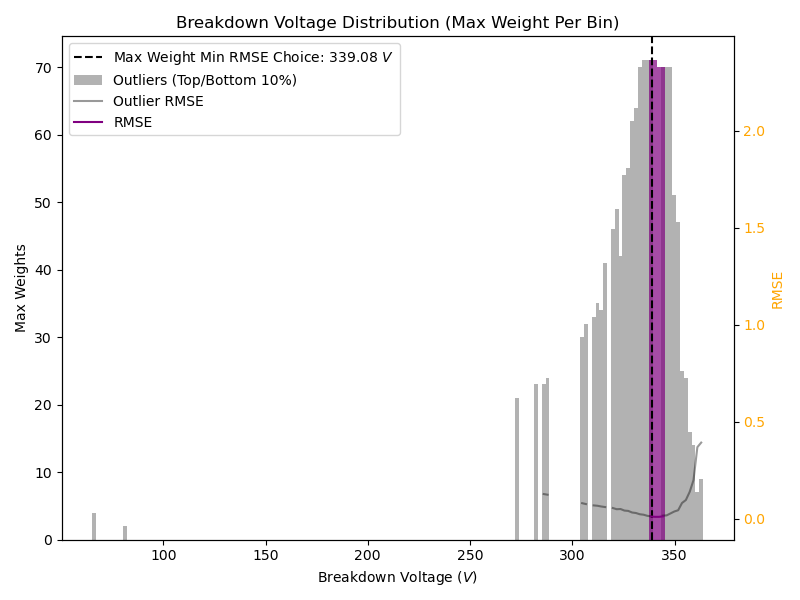 Breakdown Voltage Distribution (Max Weight Per Bin)
Max Weight Min RMSE Choice: 339.08 V
Outliers (Top/Bottom 10%)
Outlier RMSE
RMSE
70
60
50
40
30
20
10
0
Max Weights
2.0
1.5
1.0
0.5
0.0
RMSE
100 150 200 250 300 350
Breakdown Voltage (V)